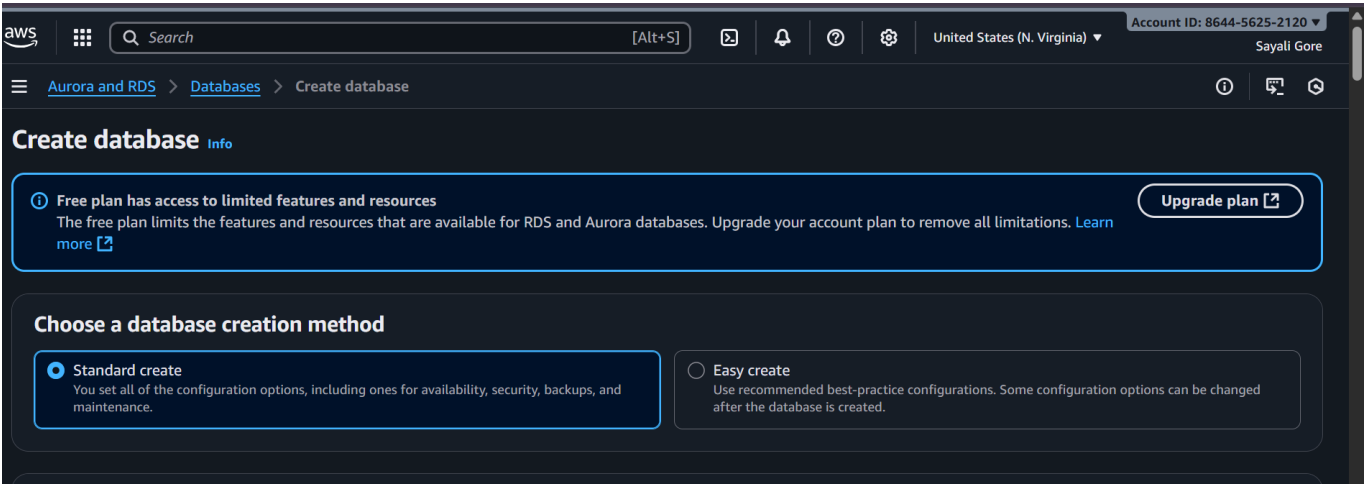 aws
Search
[Alt+S]
United States (N. Virginia)
Account ID: 8644-5625-2120
Sayali Gore
Aurora and RDS > Databases > Create database
Create database Info
Free plan has access to limited features and resources
The free plan limits the features and resources that are available for RDS and Aurora databases. Upgrade your account plan to remove all limitations. Learn
more
Upgrade plan
Choose a database creation method
Standard create
You set all of the configuration options, including ones for availability, security, backups, and
maintenance.
Easy create
Use recommended best-practice configurations. Some configuration options can be changed
after the database is created.